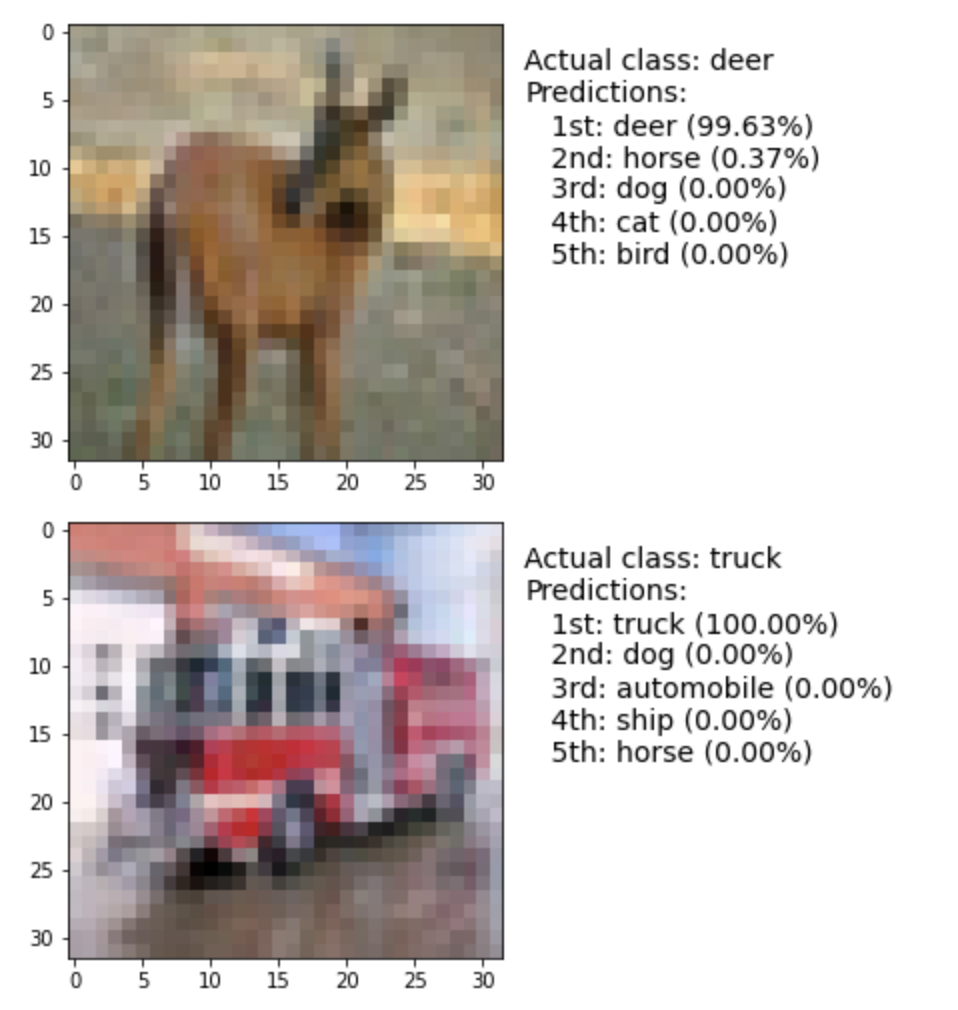 0
5
10
15
20
25
30
0 5 10 15 20 25 30
Actual class: deer
Predictions:
1st: deer (99.63%)
2nd: horse (0.37%)
3rd: dog (0.00%)
4th: cat (0.00%)
5th: bird (0.00%)
0
5
10
15
20
25
30
0 5 10 15 20 25 30
Actual class: truck
Predictions:
1st: truck (100.00%)
2nd: dog (0.00%)
3rd: automobile (0.00%)
4th: ship (0.00%)
5th: horse (0.00%)